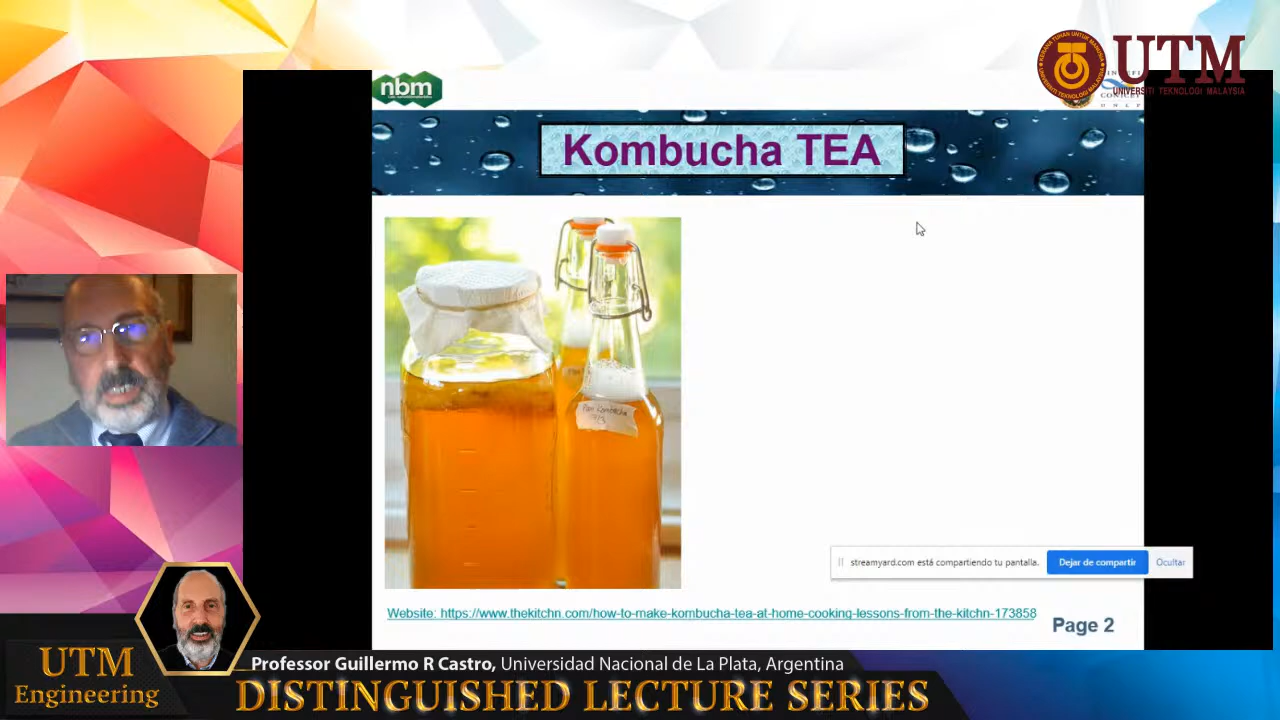 nbm
UTM
UNIVERSITI TEKNOLOGI MALAYSIA
Kombucha TEA
streamyard.com está compartiendo tu pantalla.
Dejar de compartir
Ocultar
Website: https://www.thekitchn.com/how-to-make-kombucha-tea-at-home-cooking-lessons-from-the-kitchn-173858
Page 2
UTM
Engineering
Professor Guillermo R Castro, Universidad Nacional de La Plata, Argentina
DISTINGUISHED LECTURE SERIES